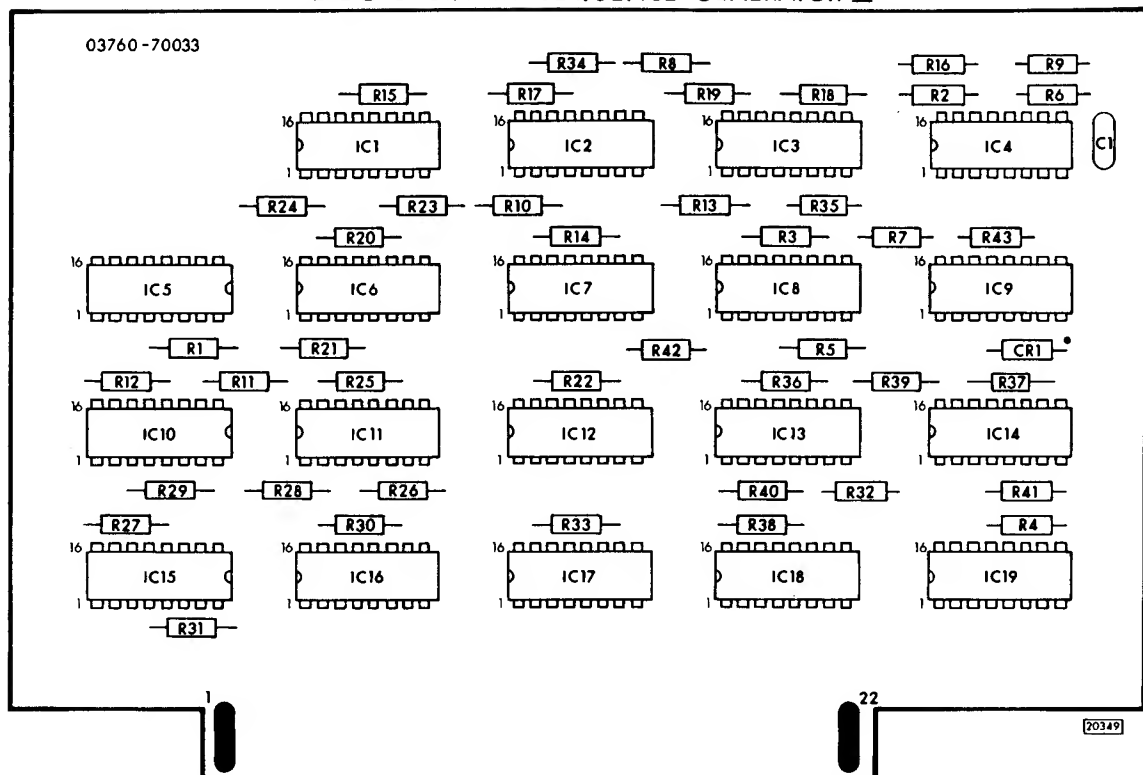 03760-70033
R34 R8 R16 R9
R15 R17 R19 R18 R2 R6
16 16 16 16
IC1 IC2 IC3 IC4 C1
1 1 1 1
R24 R23 R10 R13 R35
R20 R14 R3 R7 R43
16 16 16 16 16
IC5 IC6 IC7 IC8 IC9
1 1 1 1 1
R1 R21 R42 R5 CR1
R12 R11 R25 R22 R36 R39 R37
16 16 16 16 16
IC10 IC11 IC12 IC13 IC14
1 1 1 1 1
R29 R28 R26 R40 R32 R41
R27 R30 R33 R38 R4
16 16 16 16 16
IC15 IC16 IC17 IC18 IC19
1 1 1 1 1
R31
1 22
20349